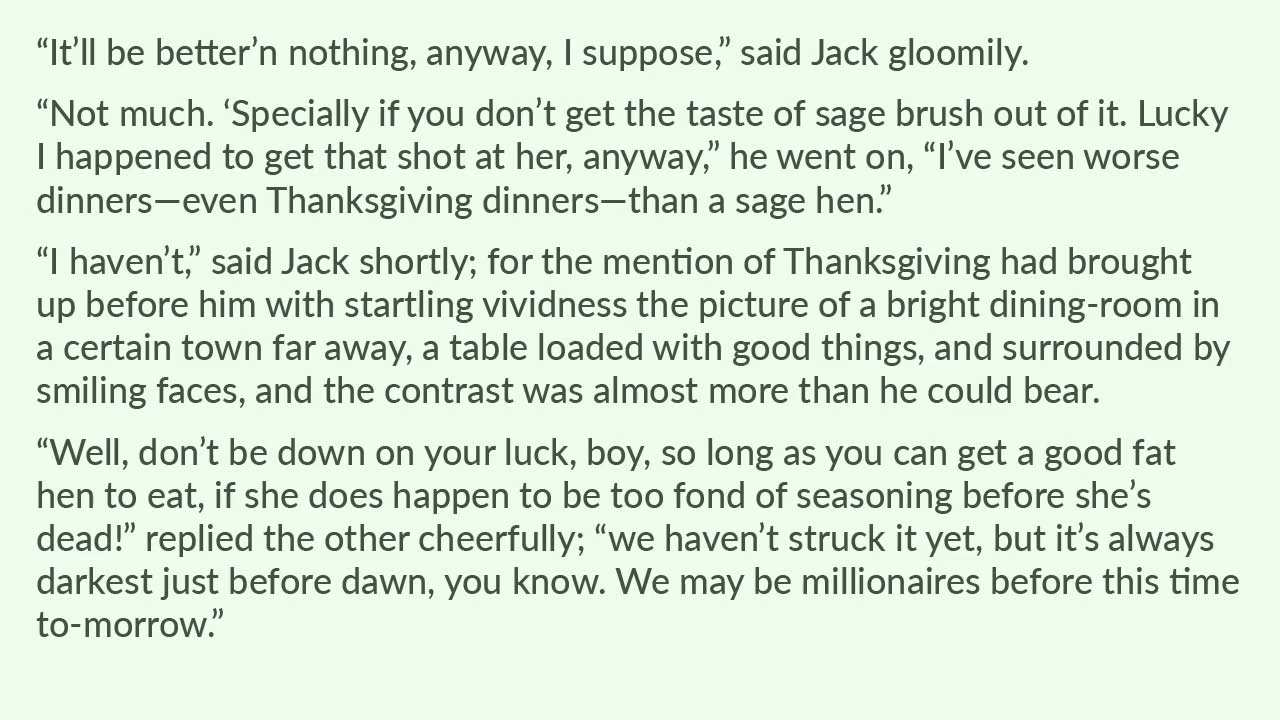 “It’ll be better’n nothing, anyway, I suppose,” said Jack gloomily.
“Not much. ‘Specially if you don’t get the taste of sage brush out of it. Lucky
I happened to get that shot at her, anyway,” he went on, “I’ve seen worse
dinners—even Thanksgiving dinners—than a sage hen.”
“I haven’t,” said Jack shortly; for the mention of Thanksgiving had brought
up before him with startling vividness the picture of a bright dining-room in
a certain town far away, a table loaded with good things, and surrounded by
smiling faces, and the contrast was almost more than he could bear.
“Well, don’t be down on your luck, boy, so long as you can get a good fat
hen to eat, if she does happen to be too fond of seasoning before she’s
dead!” replied the other cheerfully; “we haven’t struck it yet, but it’s always
darkest just before dawn, you know. We may be millionaires before this time
to-morrow.”